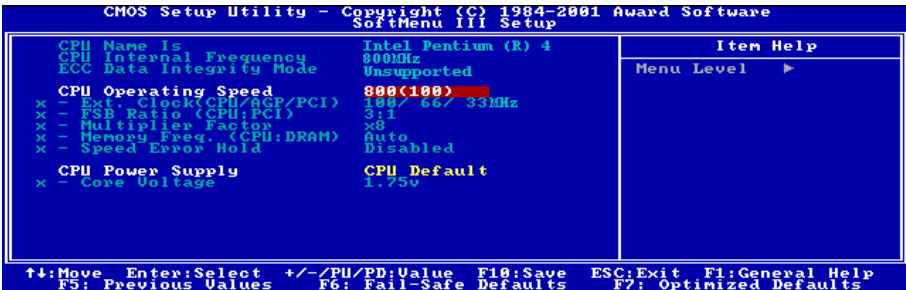 CMOS Setup Utility - Copyright (C) 1984-2001 Award Software
SoftMenu III Setup
CPU Name Is Intel Pentium (R) 4
CPU Internal Frequency 800MHz
ECC Data Integrity Mode Unsupported
CPU Operating Speed 800(100)
x - Ext. Clock(CPU/AGP/PCI) 100/ 66/ 33MHz
x - FSB Ratio (CPU:PCI) 3:1
x - Multiplier Factor x8
x - Memory Freq. (CPU:DRAM) Auto
x - Speed Error Hold Disabled
CPU Power Supply CPU Default
x - Core Voltage 1.75v
Item Help
Menu Level ►
↑↓:Move Enter:Select +/-/PU/PD:Value F10:Save ESC:Exit F1:General Help
F5: Previous Values F6: Fail-Safe Defaults F7: Optimized Defaults